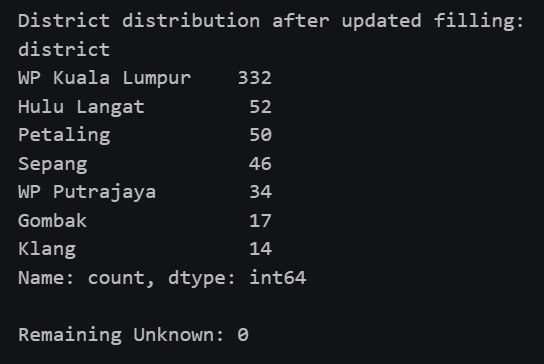 District distribution after updated filling:
district
WP Kuala Lumpur    332
Hulu Langat         52
Petaling            50
Sepang              46
WP Putrajaya        34
Gombak              17
Klang               14
Name: count, dtype: int64

Remaining Unknown: 0